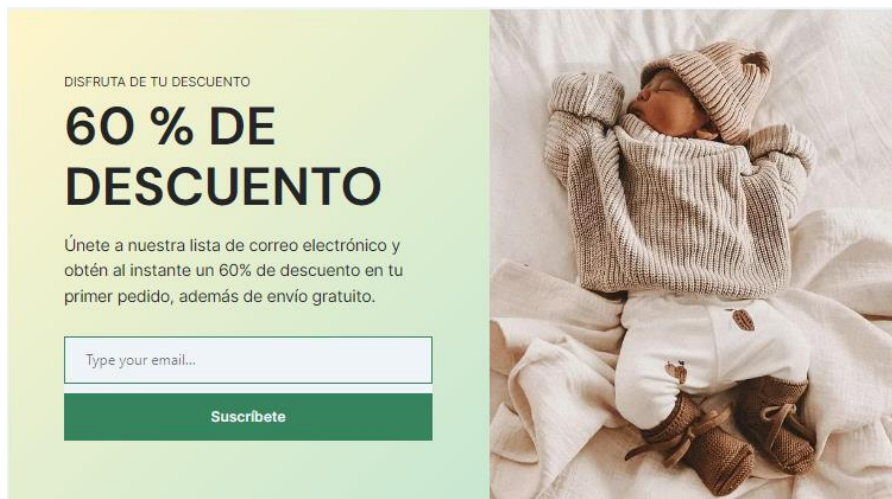 DISFRUTA DE TU DESCUENTO
60 % DE
DESCUENTO
Únete a nuestra lista de correo electrónico y
obtén al instante un 60% de descuento en tu
primer pedido, además de envío gratuito.
Type your email...
Suscríbete